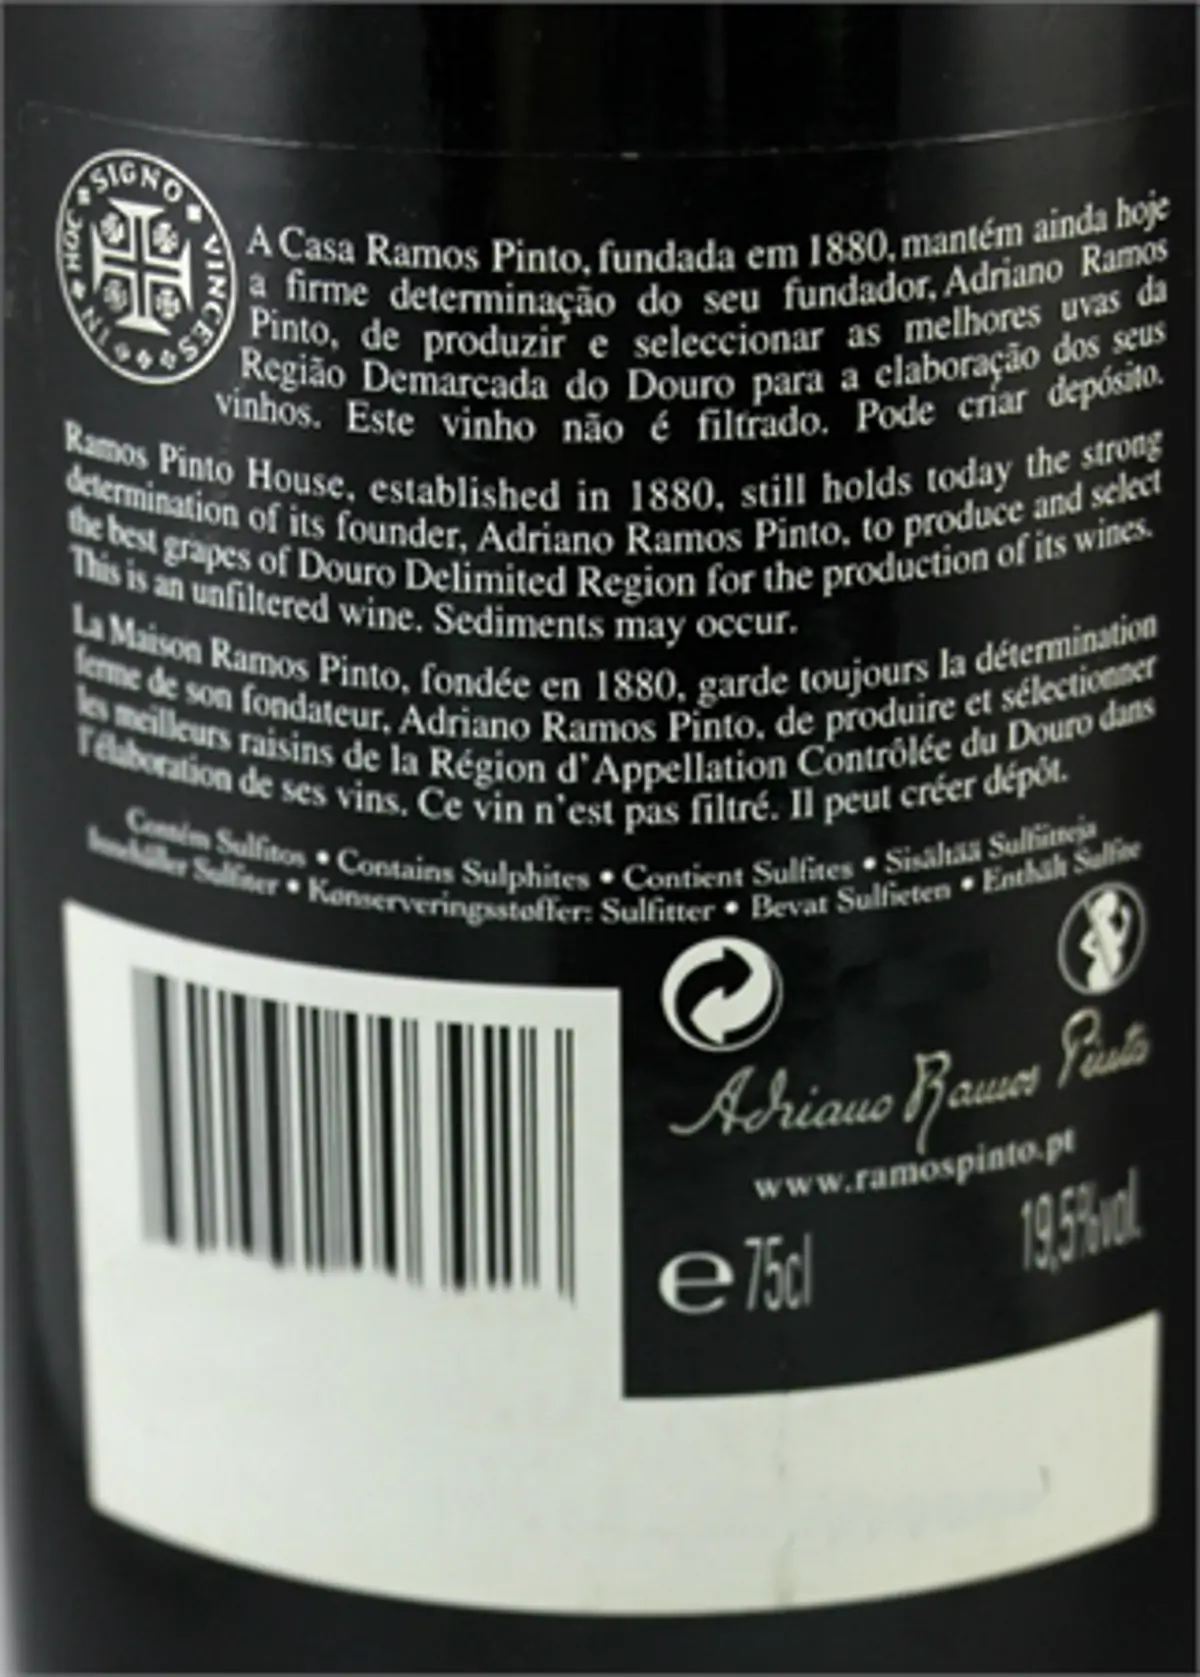 IN HOC SIGNO VINCES
A Casa Ramos Pinto, fundada em 1880, mantém ainda hoje
a firme determinação do seu fundador, Adriano Ramos
Pinto, de produzir e seleccionar as melhores uvas da
Região Demarcada do Douro para a elaboração dos seus
vinhos. Este vinho não é filtrado. Pode criar depósito.
Ramos Pinto House, established in 1880, still holds today the strong
determination of its founder, Adriano Ramos Pinto, to produce and select
the best grapes of Douro Delimited Region for the production of its wines.
This is an unfiltered wine. Sediments may occur.
La Maison Ramos Pinto, fondée en 1880, garde toujours la détermination
ferme de son fondateur, Adriano Ramos Pinto, de produire et sélectionner
les meilleurs raisins de la Région d'Appellation Contrôlée du Douro dans
l'élaboration de ses vins. Ce vin n'est pas filtré. Il peut créer dépôt.
Contém Sulfitos • Contains Sulphites • Contient Sulfites • Sisältää Sulfiitteja
Innehåller Sulfiter • Konserveringsstoffer: Sulfitter • Bevat Sulfieten • Enthält Sulfite
Adriano Ramos Pinto
www.ramospinto.pt
e 75cl 19,5%vol.